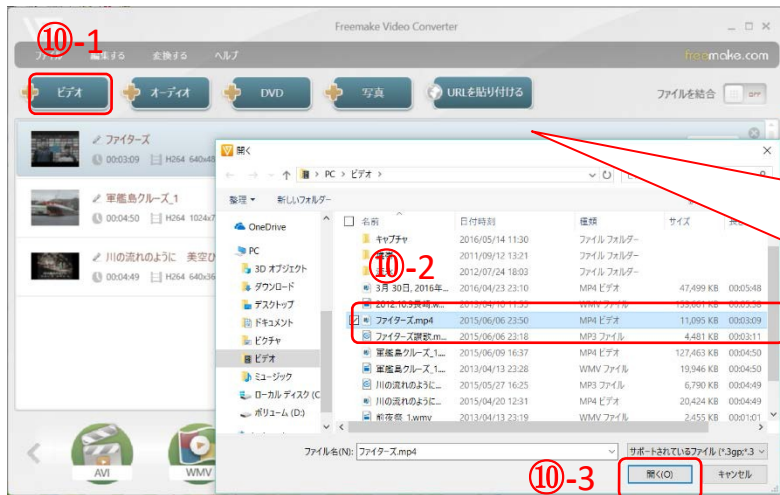 Freemake Video Converter
⑩-1
編集する 変換する ヘルプ
freemake.com
ビデオ オーディオ DVD 写真 URLを貼り付ける ファイルを結合 OFF
ファイターズ
00:03:09 H264 640x48
軍艦島クルーズ_1
00:04:50 H264 1024x7
川の流れのように 美空ひ
00:04:49 H264 640x36
開く
PC > ビデオ >
整理 新しいフォルダー
名前 日付時刻 種類 サイズ
OneDrive
PC
3D オブジェクト
ダウンロード
デスクトップ
ドキュメント
ピクチャ
ビデオ
ミュージック
ローカル ディスク (C
ボリューム (D:)
キャプチャ 2016/05/14 11:30 ファイル フォルダー
2011/09/12 13:21 ファイル フォルダー
2012/07/24 18:03 ファイル フォルダー
⑩-2
3月 30日, 2016年... 2016/04/23 23:10 MP4 ビデオ 47,499 KB 00:05:48
ファイターズ.mp4 2015/06/06 23:50 MP4 ビデオ 11,095 KB 00:03:09
ファイターズ讃歌.m... 2015/06/06 23:18 MP3 ファイル 4,481 KB 00:03:11
軍艦島クルーズ_1.... 2015/06/09 16:37 MP4 ビデオ 127,463 KB 00:04:50
軍艦島クルーズ_1.... 2013/04/13 23:28 WMV ファイル 19,946 KB 00:04:50
川の流れのように... 2015/05/27 16:25 MP3 ファイル 6,790 KB 00:04:49
川の流れのように... 2015/04/20 12:31 MP4 ビデオ 20,424 KB 00:04:49
前夜祭_1.wmv 2013/04/13 23:19 WMV ファイル 2,455 KB 00:01:01
ファイル名(N): ファイターズ.mp4 サポートされているファイル (*.3gp;*.3
⑩-3
開く(O) キャンセル
AVI WMV